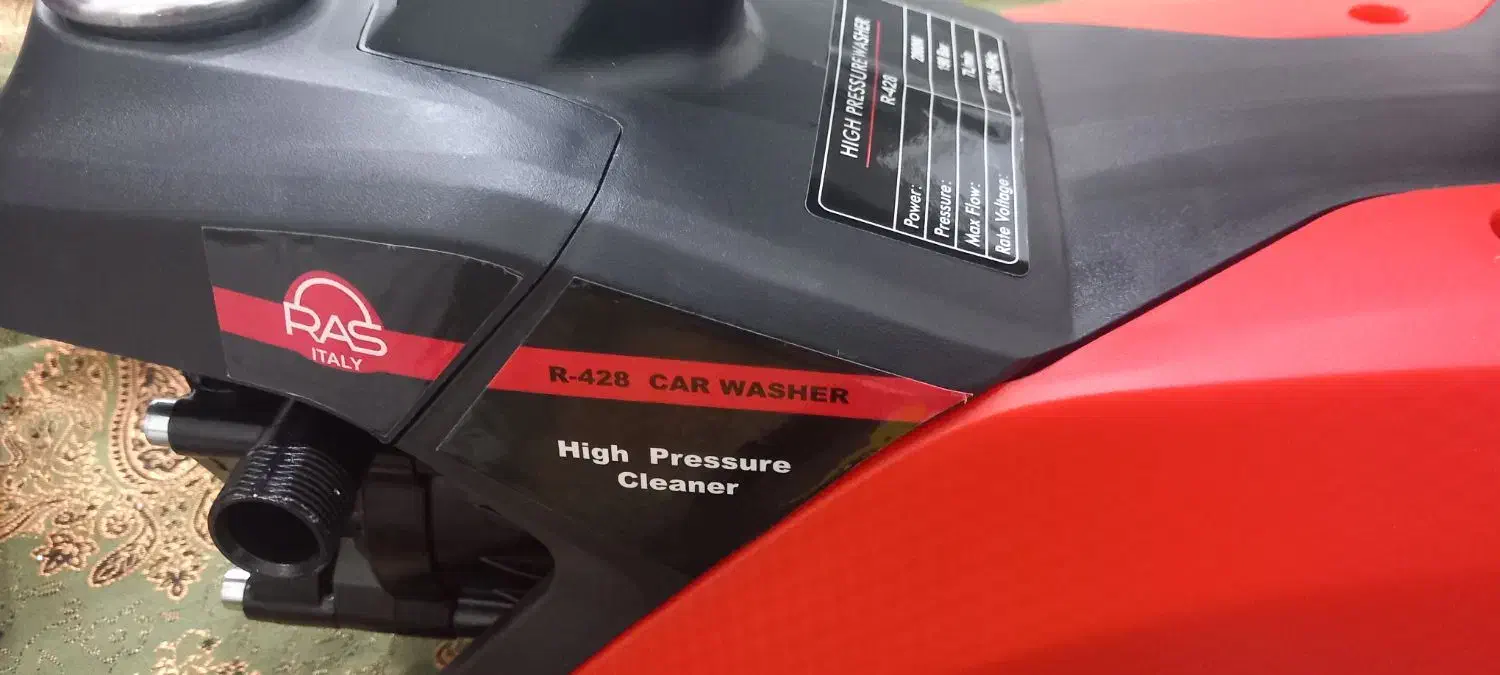 RAS
ITALY
R-428 CAR WASHER
High Pressure
Cleaner
HIGH PRESSURE WASHER
R-428
Power:
Pressure:
Max Flow:
Rate Voltage: